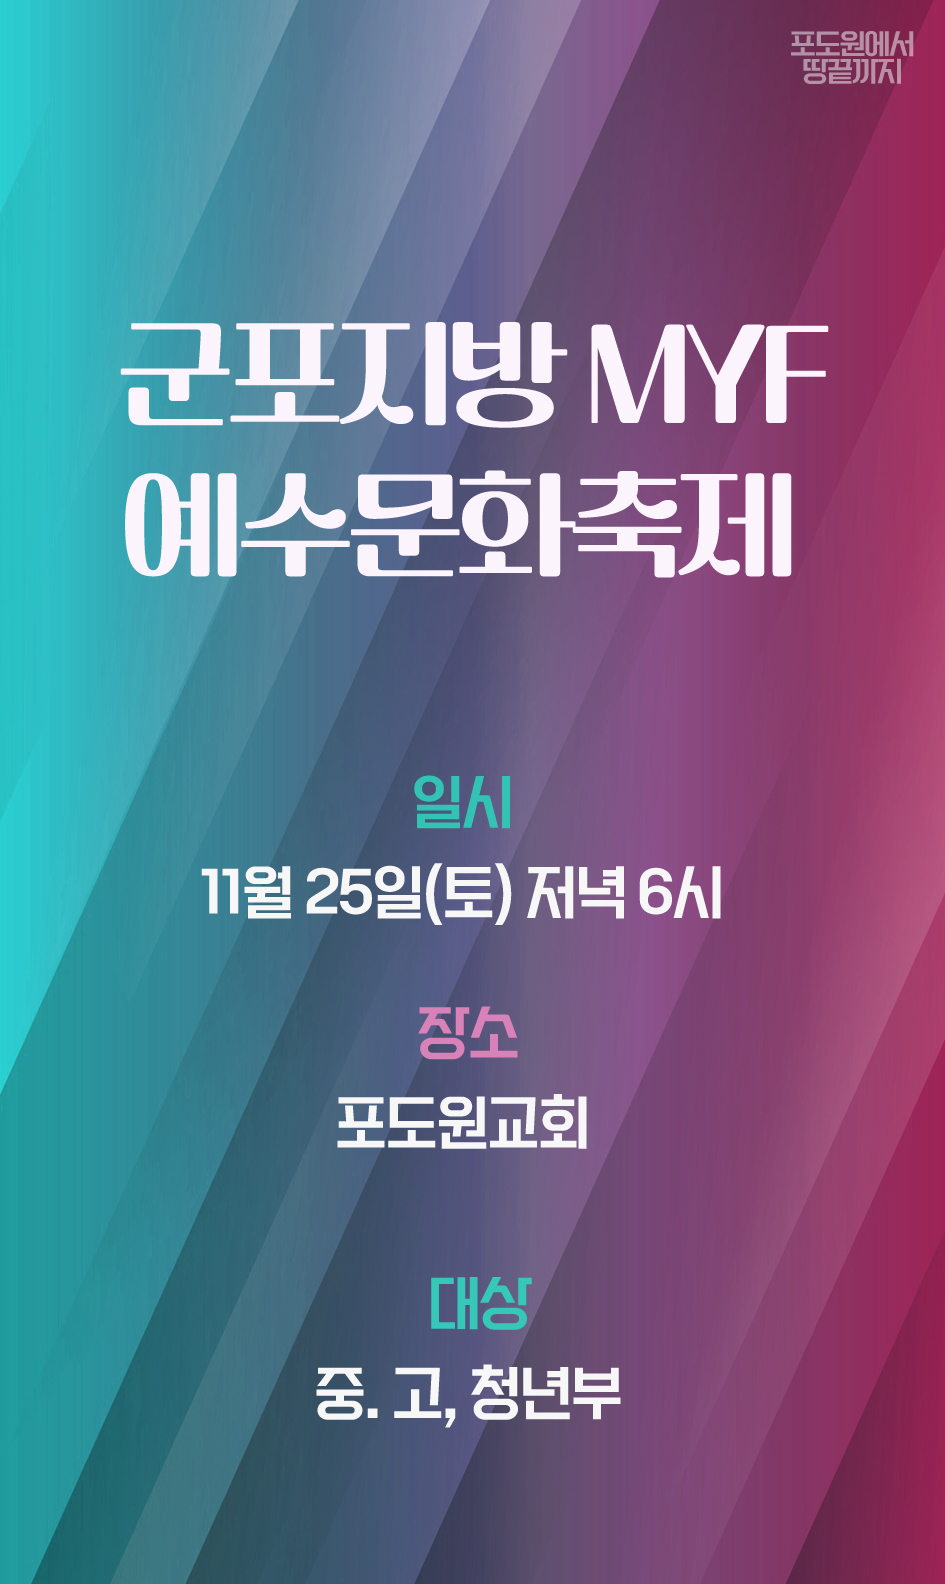 포도원에서
땅끝까지
군포지방 MYF
예수문화축제
일시
11월 25일(토) 저녁 6시
장소
포도원교회
대상
중. 고, 청년부